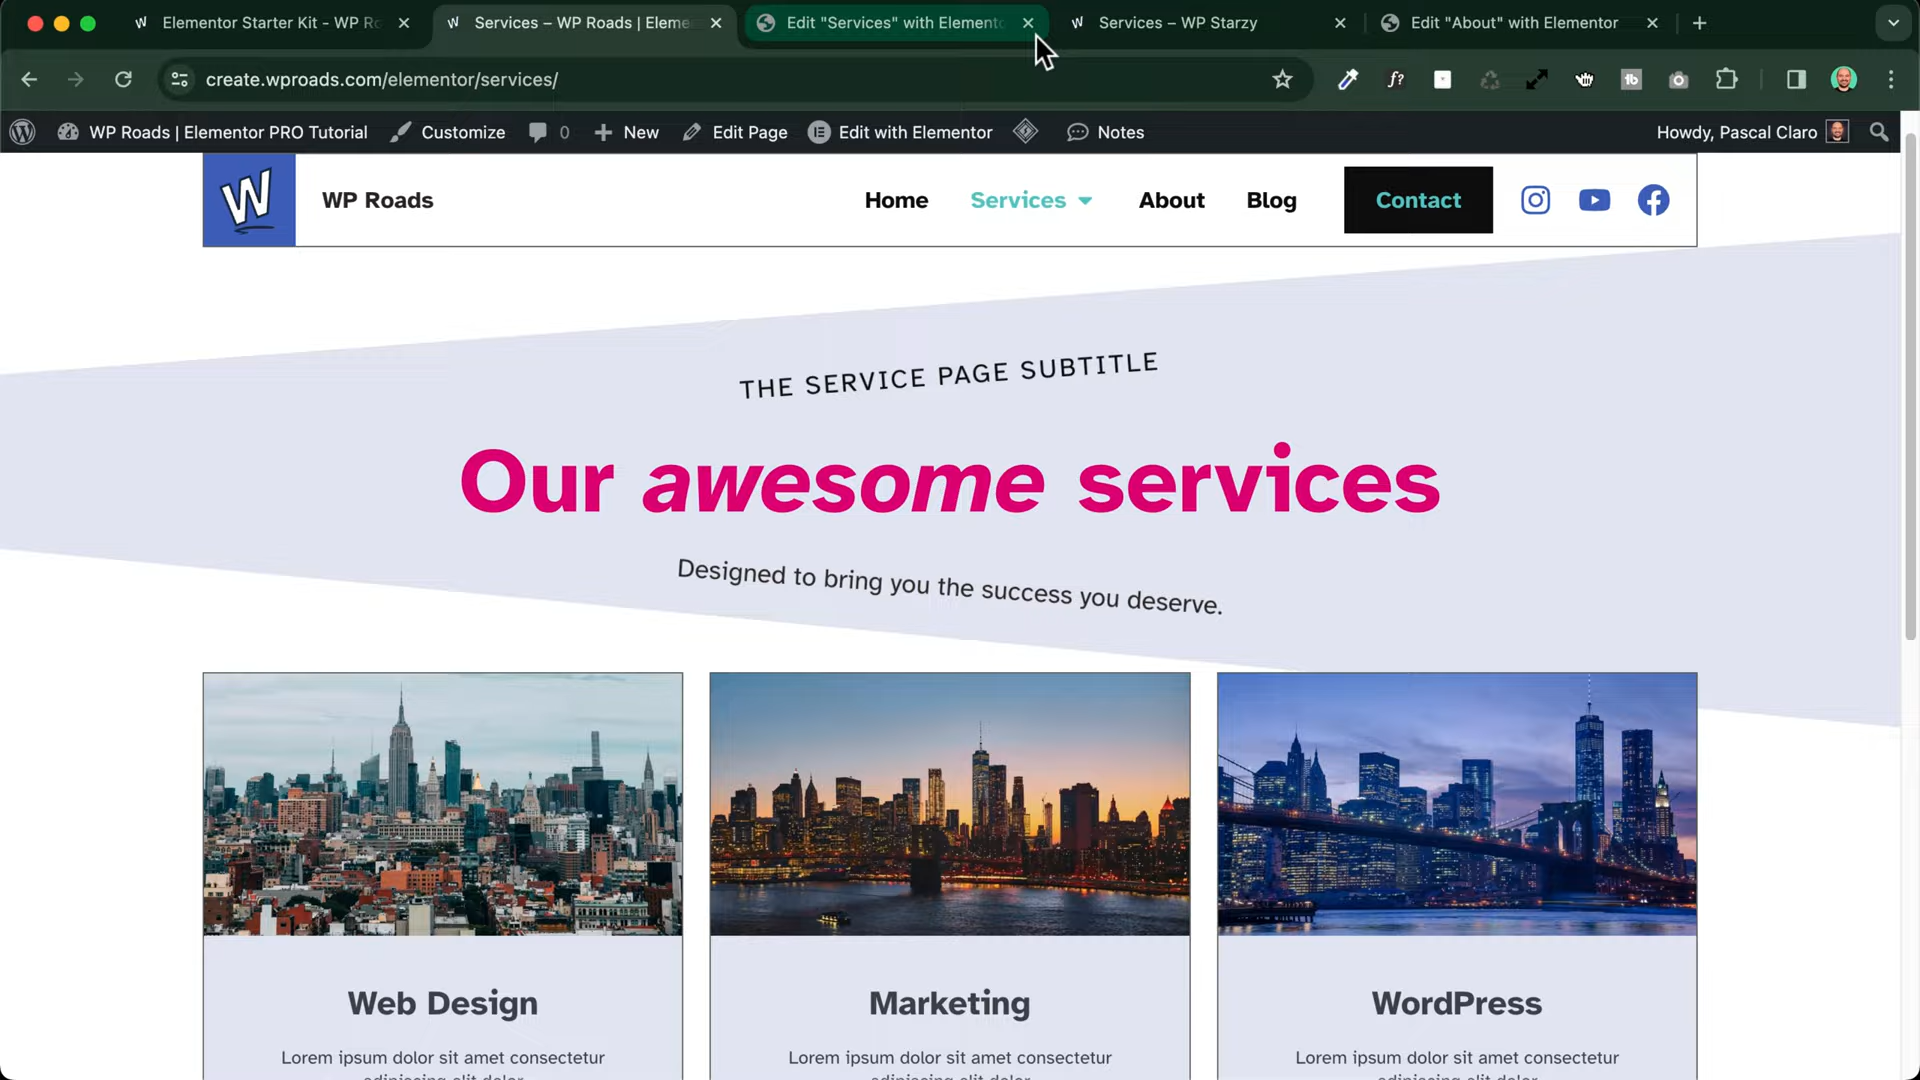 Elementor Starter Kit - WP Ro
Services – WP Roads | Eleme
Edit "Services" with Elemento
Services – WP Starzy
Edit "About" with Elementor
create.wproads.com/elementor/services/
f?
WP Roads | Elementor PRO Tutorial
Customize
0
New
Edit Page
Edit with Elementor
Notes
Howdy, Pascal Claro
W
WP Roads
Home
Services
About
Blog
Contact
THE SERVICE PAGE SUBTITLE
Our awesome services
Designed to bring you the success you deserve.
Web Design
Marketing
WordPress
Lorem ipsum dolor sit amet consectetur
Lorem ipsum dolor sit amet consectetur
Lorem ipsum dolor sit amet consectetur